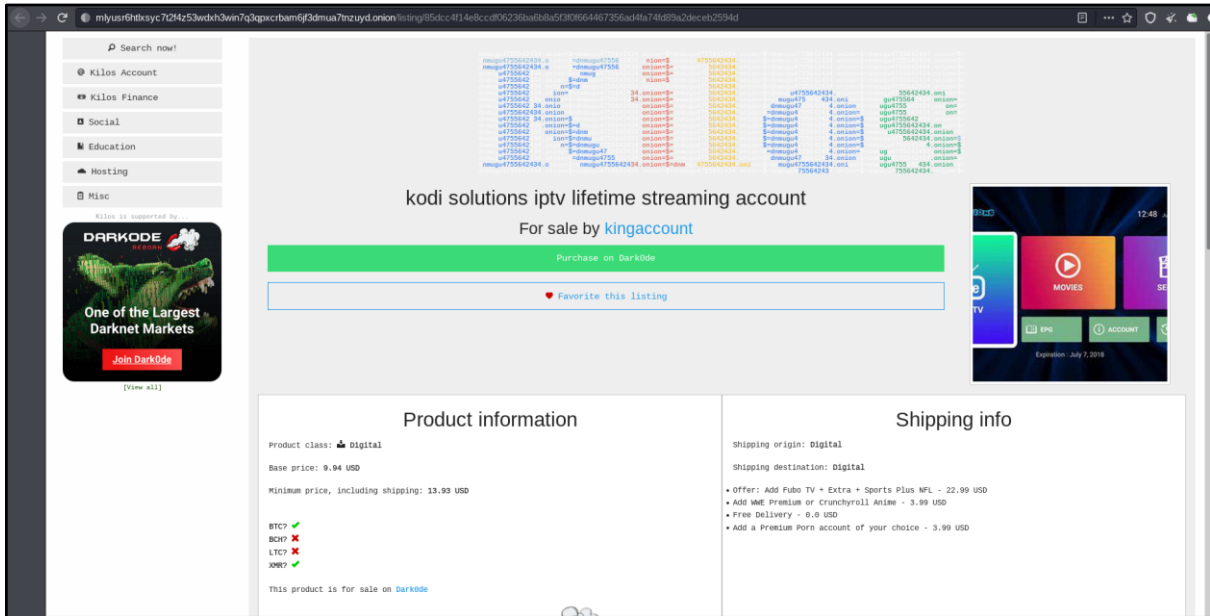 mlyusr6htlxsyc7t2f4z53wdxh3win7q3qpxcrbam6jf3dmua7tnzuyd.onion/listing/85dcc4f14e8ccdf06236ba6b8a5f3f0f664467356ad4fa74fd89a2deceb2594d
Search now!
Kilos Account
Kilos Finance
Social
Education
Hosting
Misc
Kilos is supported by...
DARKODE
REBORN
One of the Largest
Darknet Markets
Join Dark0de
[View all]
Kilos
kodi solutions iptv lifetime streaming account
For sale by kingaccount
Purchase on Dark0de
Favorite this listing
12:48
MOVIES
TV
SE
EPG
ACCOUNT
Expiration : July 7, 2018
Product information
Product class: Digital
Base price: 9.94 USD
Minimum price, including shipping: 13.93 USD
BTC?
BCH?
LTC?
XMR?
This product is for sale on Dark0de
Shipping info
Shipping origin: Digital
Shipping destination: Digital
• Offer: Add Fubo TV + Extra + Sports Plus NFL - 22.99 USD
• Add WWE Premium or Crunchyroll Anime - 3.99 USD
• Free Delivery - 0.0 USD
• Add a Premium Porn account of your choice - 3.99 USD